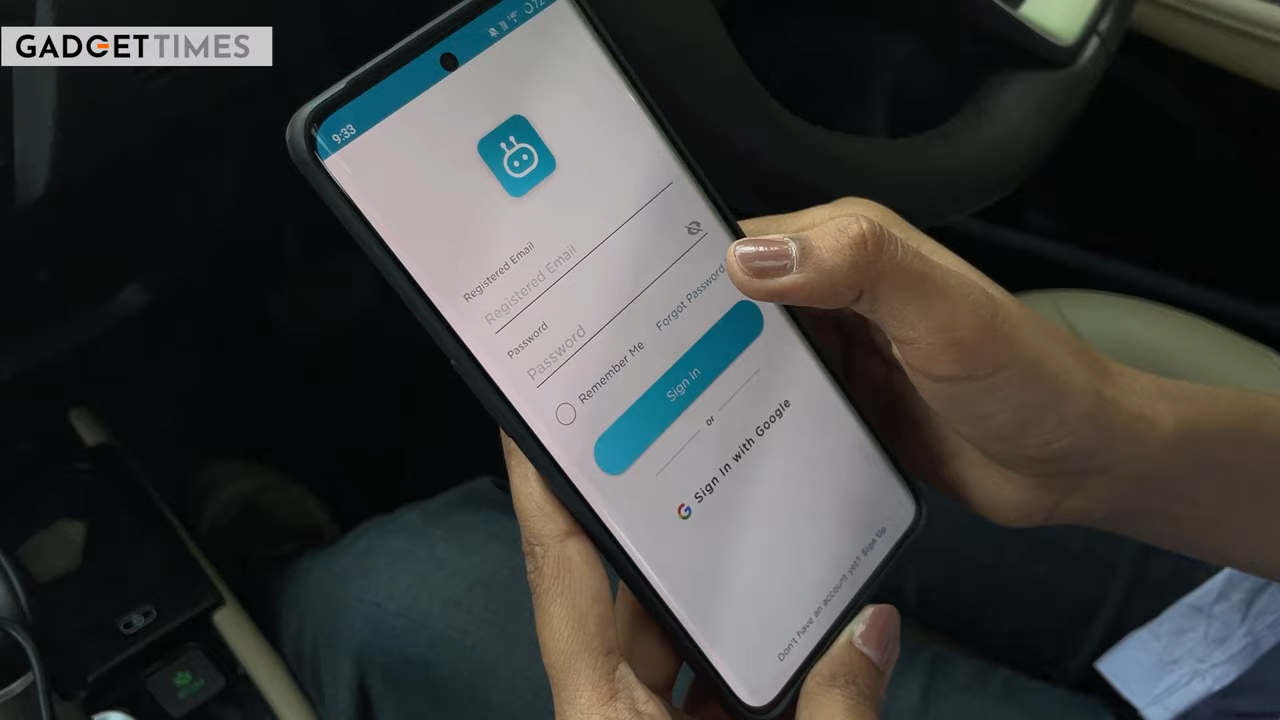 GADGETTIMES
9:33
Registered Email
Registered Email
Password
Password
Remember Me
Forgot Password
Sign In
or
Sign In with Google
Don't have an account yet? Sign Up